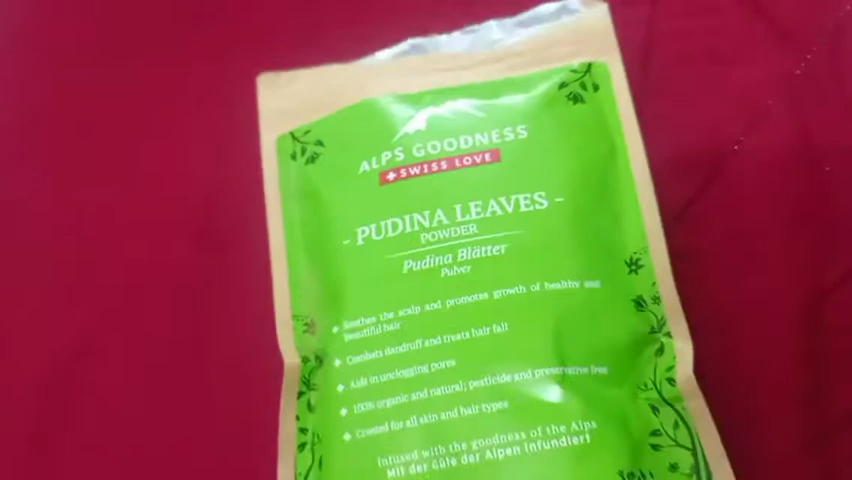 ALPS GOODNESS
SWISS LOVE
- PUDINA LEAVES -
POWDER
Pudina Blätter
Pulver
Soothes the scalp and promotes growth of healthy and
beautiful hair
Combats dandruff and treats hair fall
Aids in unclogging pores
100% organic and natural; pesticide and preservative free
Created for all skin and hair types
Infused with the goodness of the Alps
Mit der Güte der Alpen infundiert